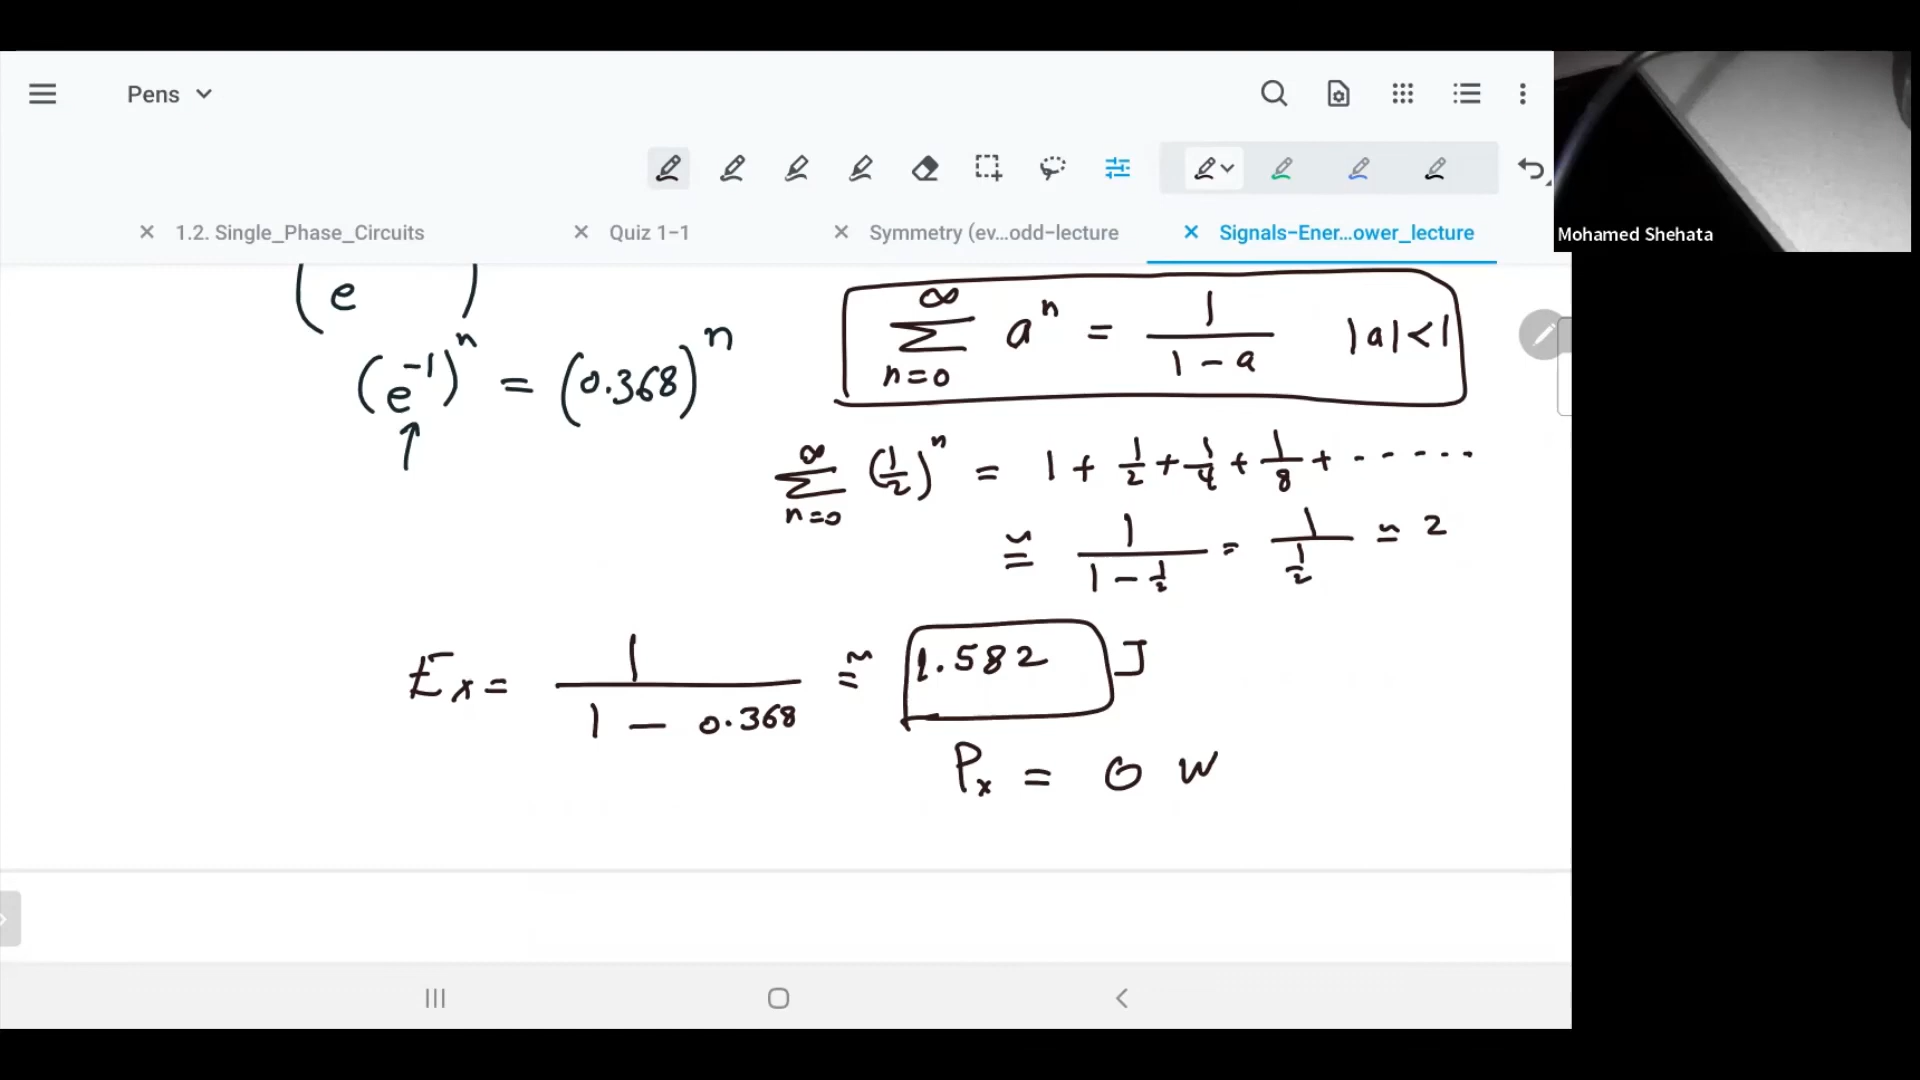 Pens
Mohamed Shehata
1.2. Single_Phase_Circuits
Quiz 1-1
Symmetry (ev...odd-lecture
Signals-Ener...ower_lecture
(e )
(e⁻¹)ⁿ = (0.368)ⁿ
∑ₙ₌₀^∞ aⁿ = 1/(1 - a) |a| < 1
∑ₙ₌₀^∞ (1/2)ⁿ = 1 + 1/2 + 1/4 + 1/8 + ......
≅ 1/(1 - 1/2) = 1/(1/2) ≃ 2
Eₓ = 1/(1 - 0.368) ≅ 1.582 J
Pₓ = 0 W